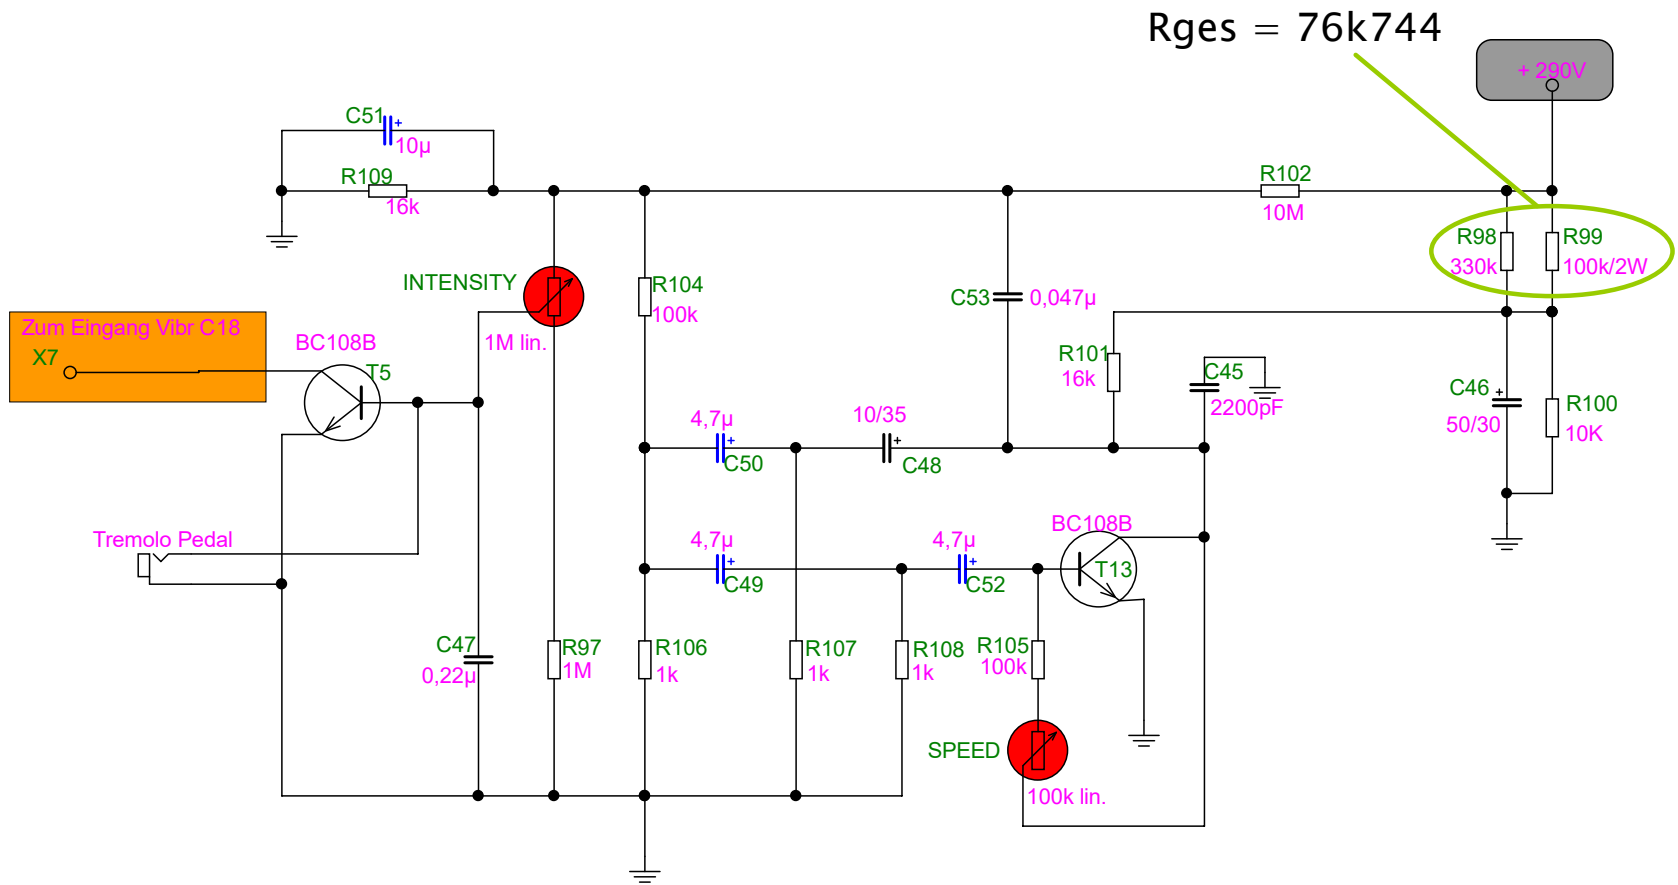 Rges = 76k744
+ 290V
C51
+
10µ
R109
16k
R102
10M
R98
330k
R99
100k/2W
INTENSITY
1M lin.
R104
100k
C53
0,047µ
Zum Eingang Vibr C18
X7
BC108B
T5
R101
16k
C45
2200pF
C46
+
50/30
R100
10K
4,7µ
+
C50
10/35
+
C48
Tremolo Pedal
4,7µ
+
C49
4,7µ
+
C52
BC108B
T13
C47
0,22µ
R97
1M
R106
1k
R107
1k
R108
1k
R105
100k
SPEED
100k lin.